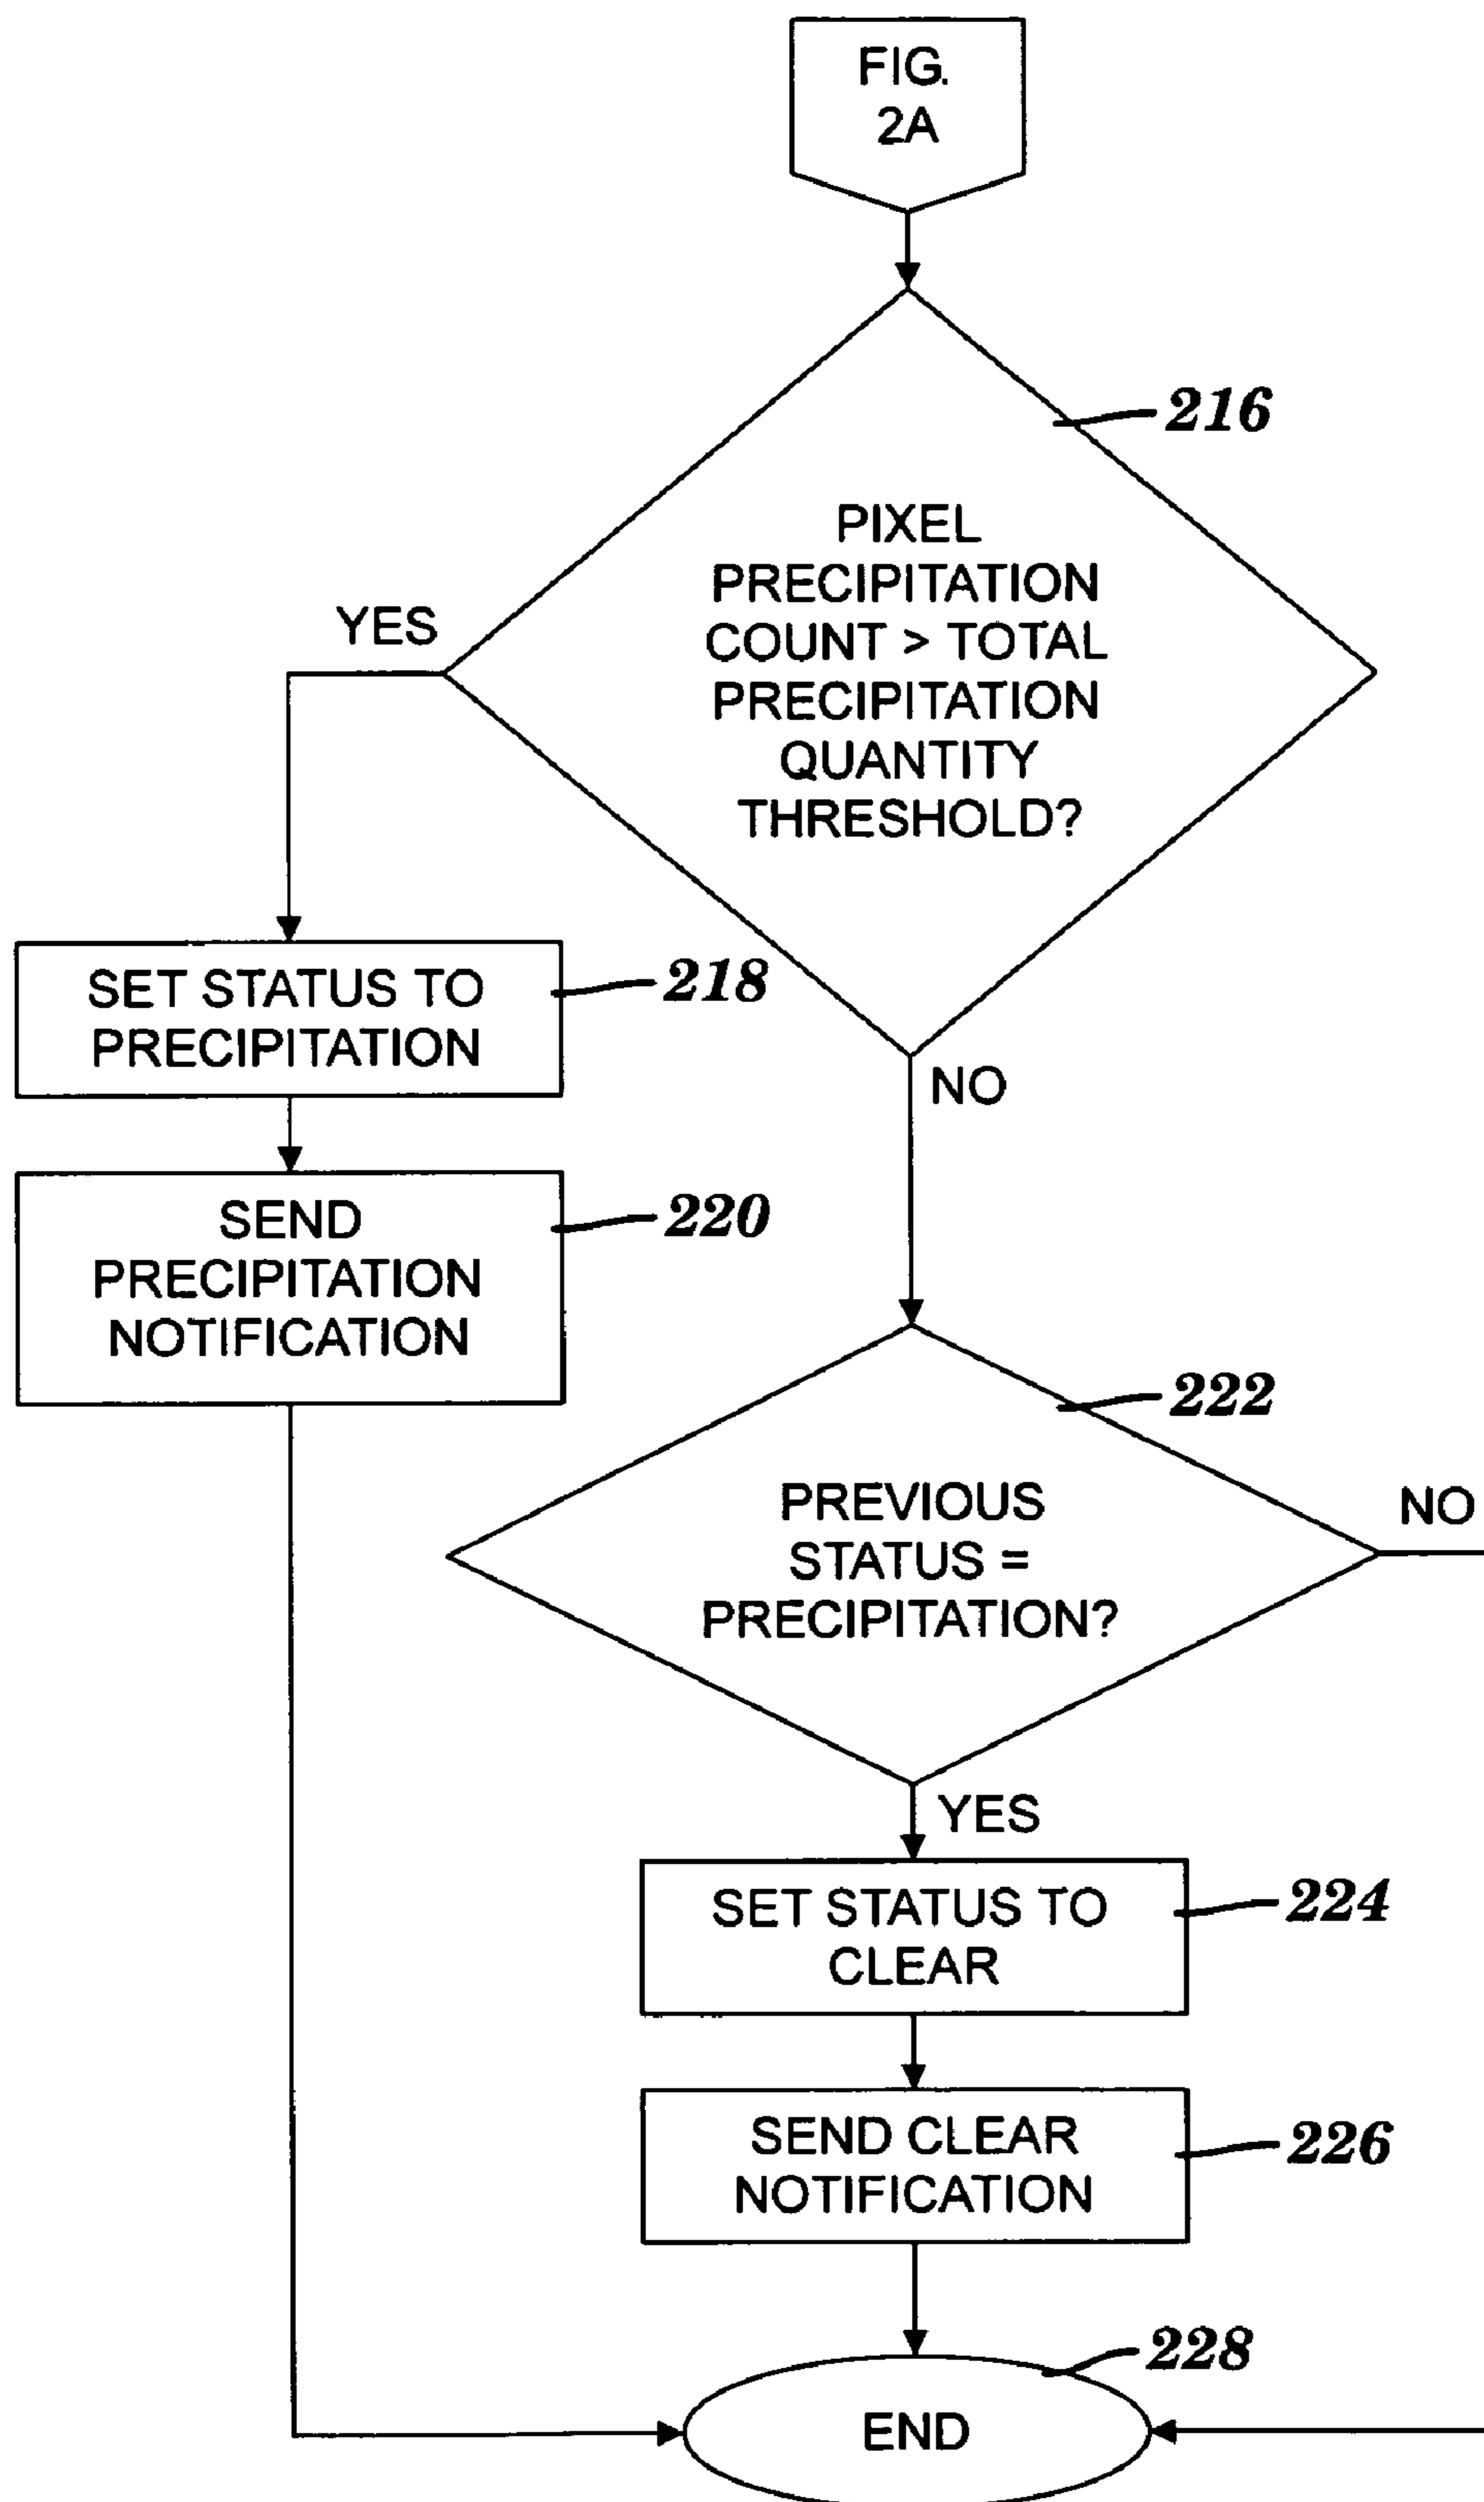 FIG.
2A
216
PIXEL
PRECIPITATION
COUNT > TOTAL
PRECIPITATION
QUANTITY
THRESHOLD?
YES
SET STATUS TO
PRECIPITATION
218
NO
SEND
PRECIPITATION
NOTIFICATION
220
222
PREVIOUS
STATUS =
PRECIPITATION?
NO
YES
SET STATUS TO
CLEAR
224
SEND CLEAR
NOTIFICATION
226
228
END